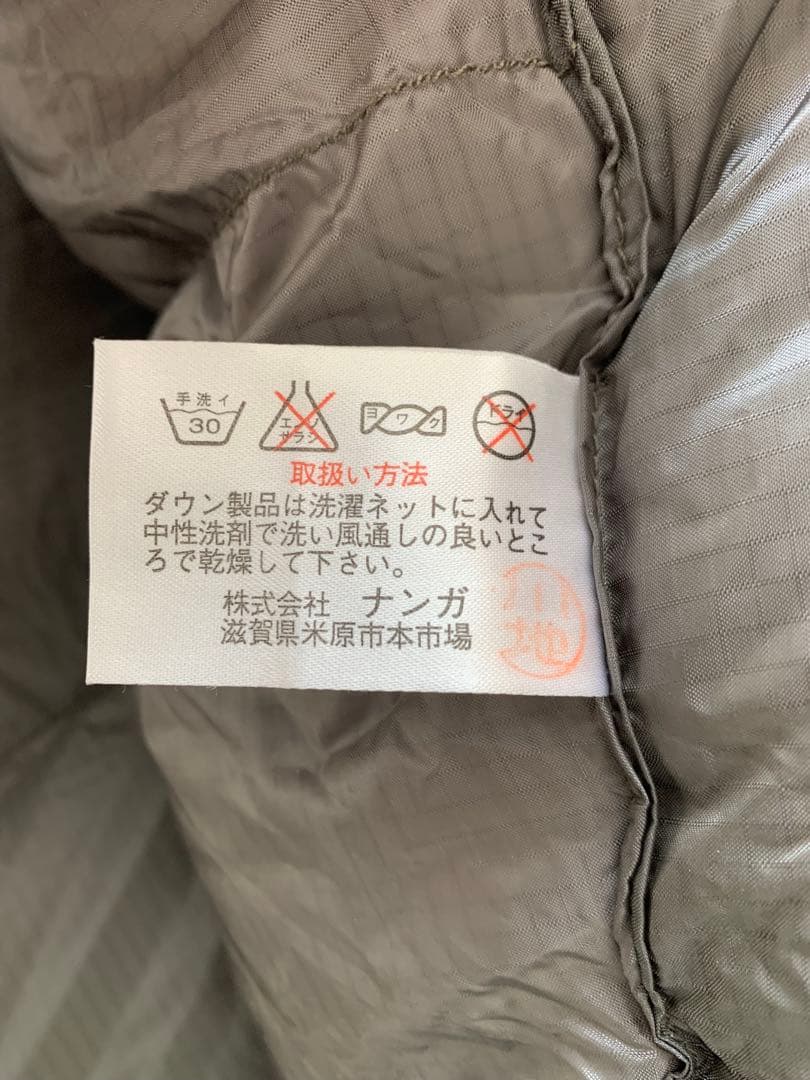 手洗イ
30
エンソ
サラシ
ヨワク
ドライ
取扱い方法
ダウン製品は洗濯ネットに入れて
中性洗剤で洗い風通しの良いとこ
ろで乾燥して下さい。
株式会社 ナンガ
滋賀県米原市本市場